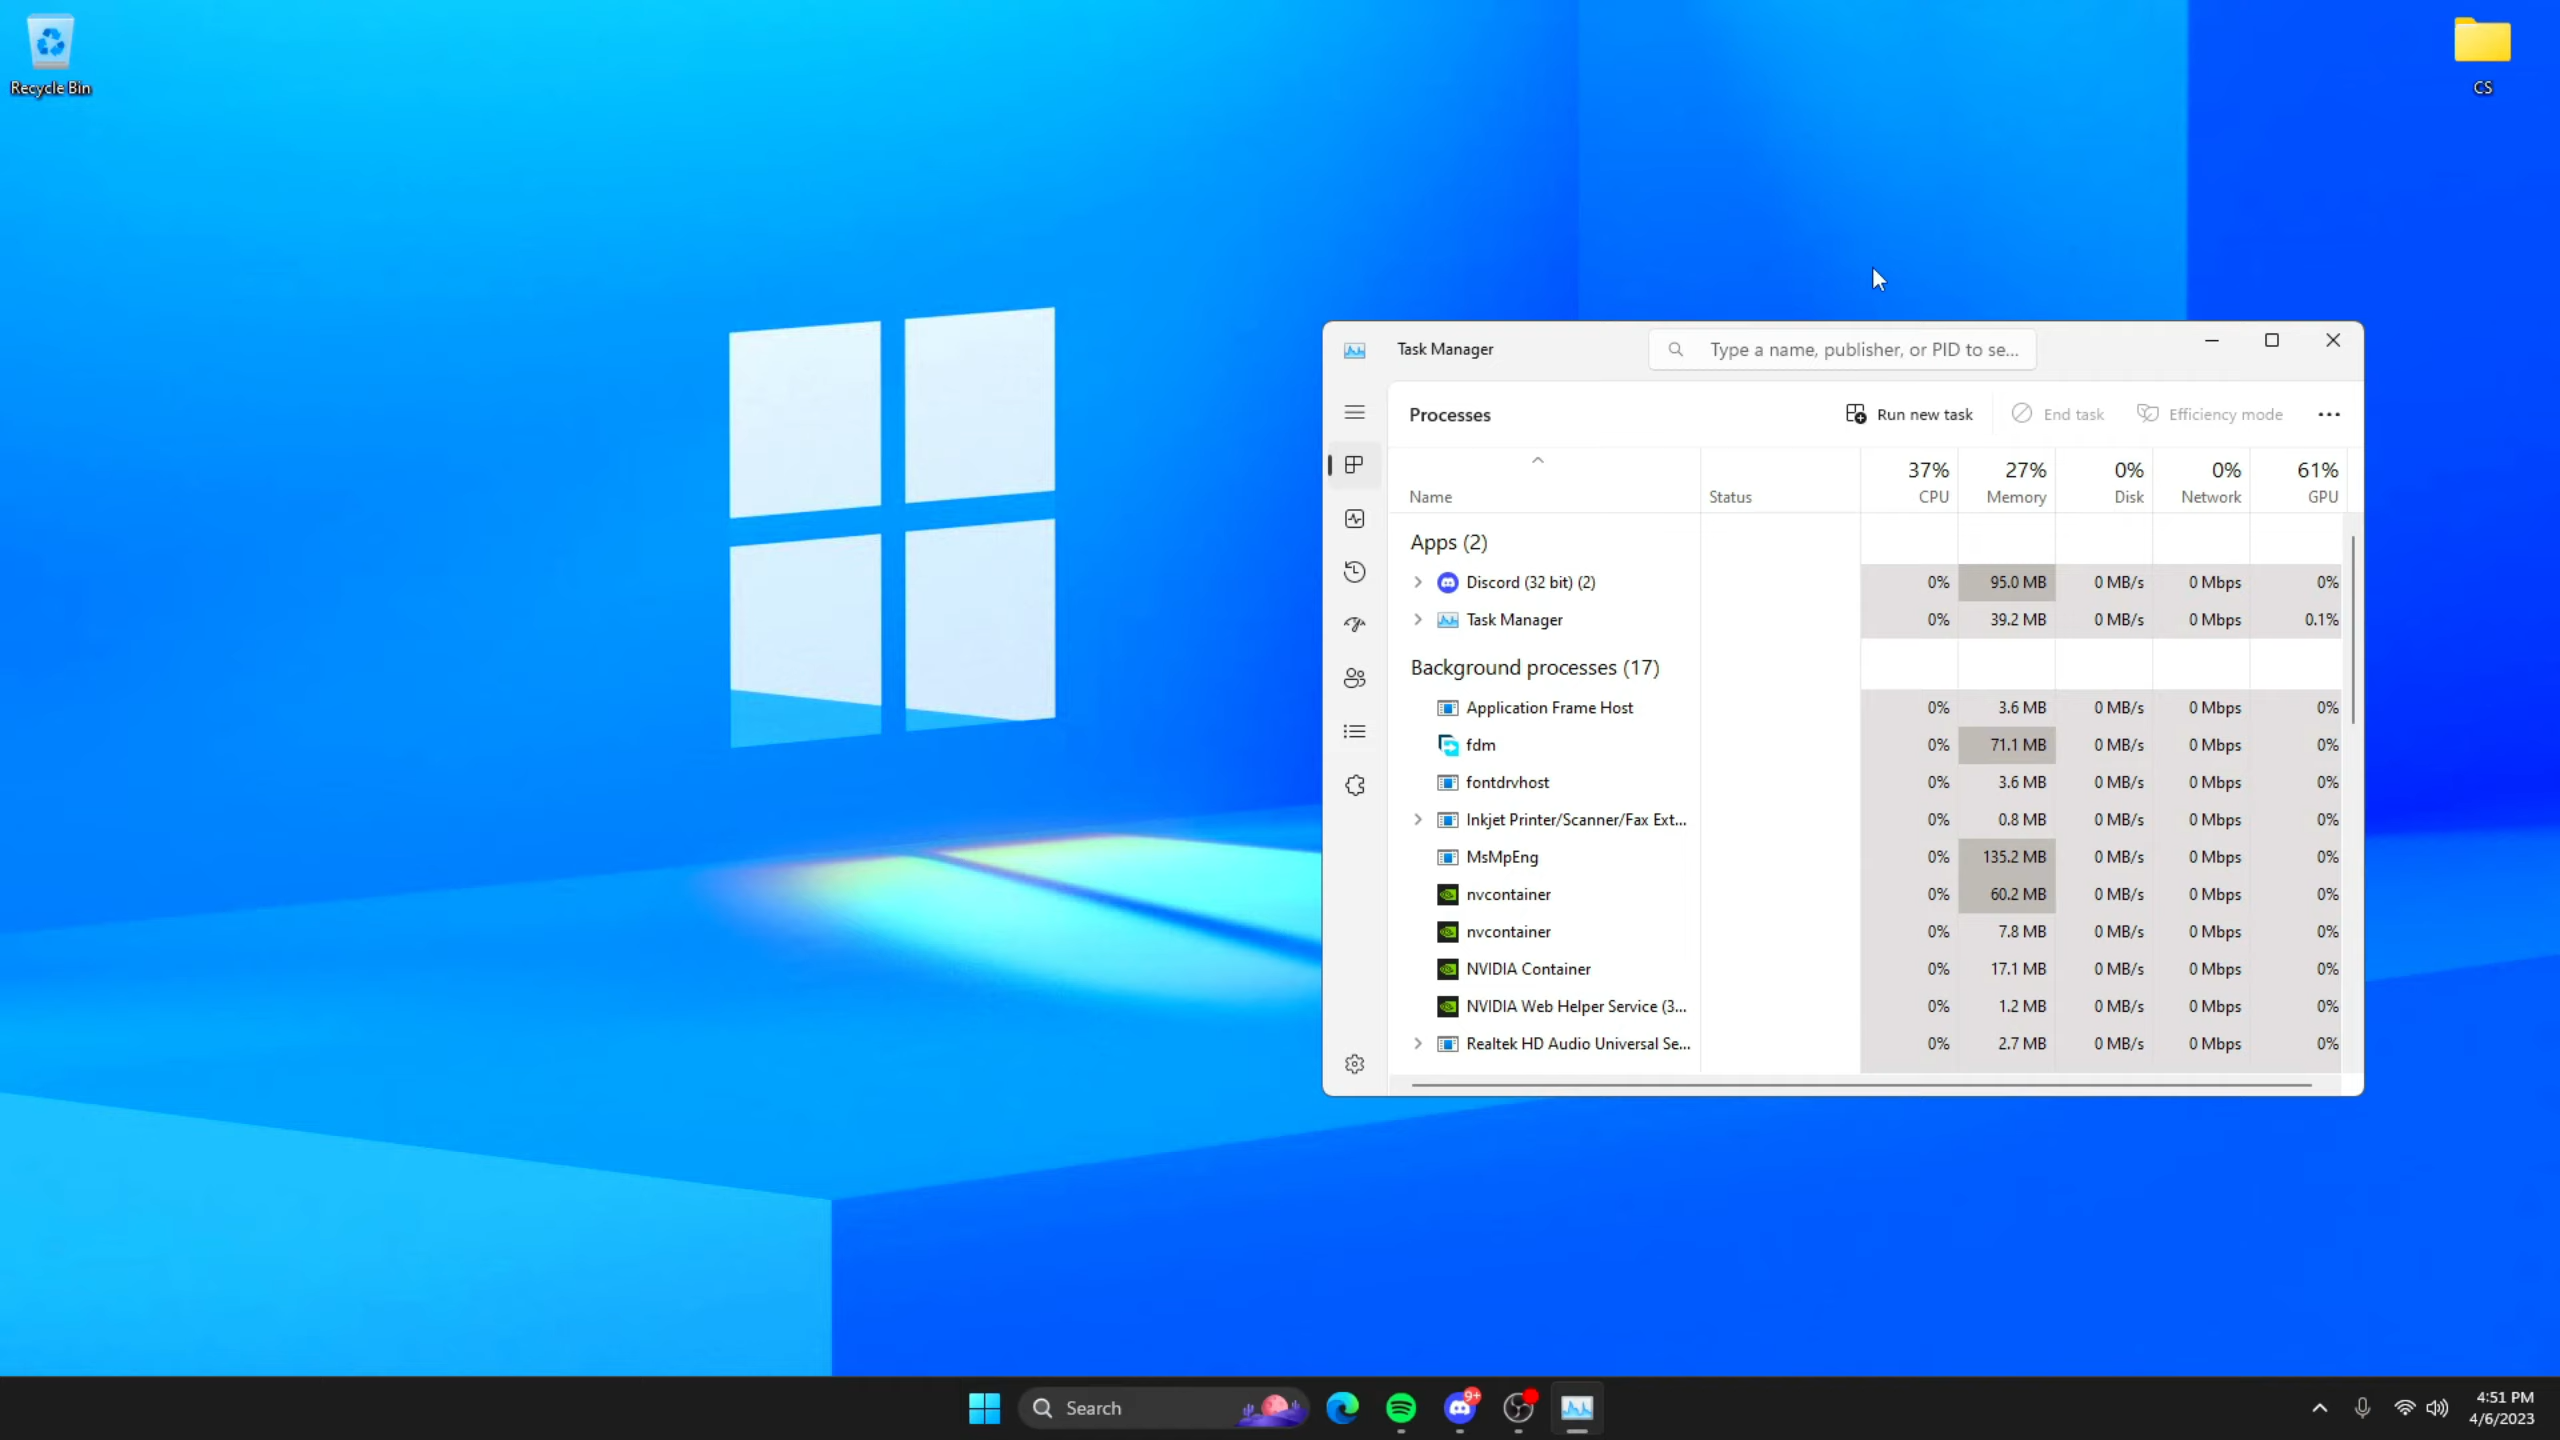 Recycle Bin
CS
Task Manager
Type a name, publisher, or PID to se...
Processes
Run new task
End task
Efficiency mode
37% 27% 0% 0% 61%
Name Status CPU Memory Disk Network GPU
Apps (2)
Discord (32 bit) (2) 0% 95.0 MB 0 MB/s 0 Mbps 0%
Task Manager 0% 39.2 MB 0 MB/s 0 Mbps 0.1%
Background processes (17)
Application Frame Host 0% 3.6 MB 0 MB/s 0 Mbps 0%
fdm 0% 71.1 MB 0 MB/s 0 Mbps 0%
fontdrvhost 0% 3.6 MB 0 MB/s 0 Mbps 0%
Inkjet Printer/Scanner/Fax Ext... 0% 0.8 MB 0 MB/s 0 Mbps 0%
MsMpEng 0% 135.2 MB 0 MB/s 0 Mbps 0%
nvcontainer 0% 60.2 MB 0 MB/s 0 Mbps 0%
nvcontainer 0% 7.8 MB 0 MB/s 0 Mbps 0%
NVIDIA Container 0% 17.1 MB 0 MB/s 0 Mbps 0%
NVIDIA Web Helper Service (3... 0% 1.2 MB 0 MB/s 0 Mbps 0%
Realtek HD Audio Universal Se... 0% 2.7 MB 0 MB/s 0 Mbps 0%
Search
9+
4:51 PM
4/6/2023